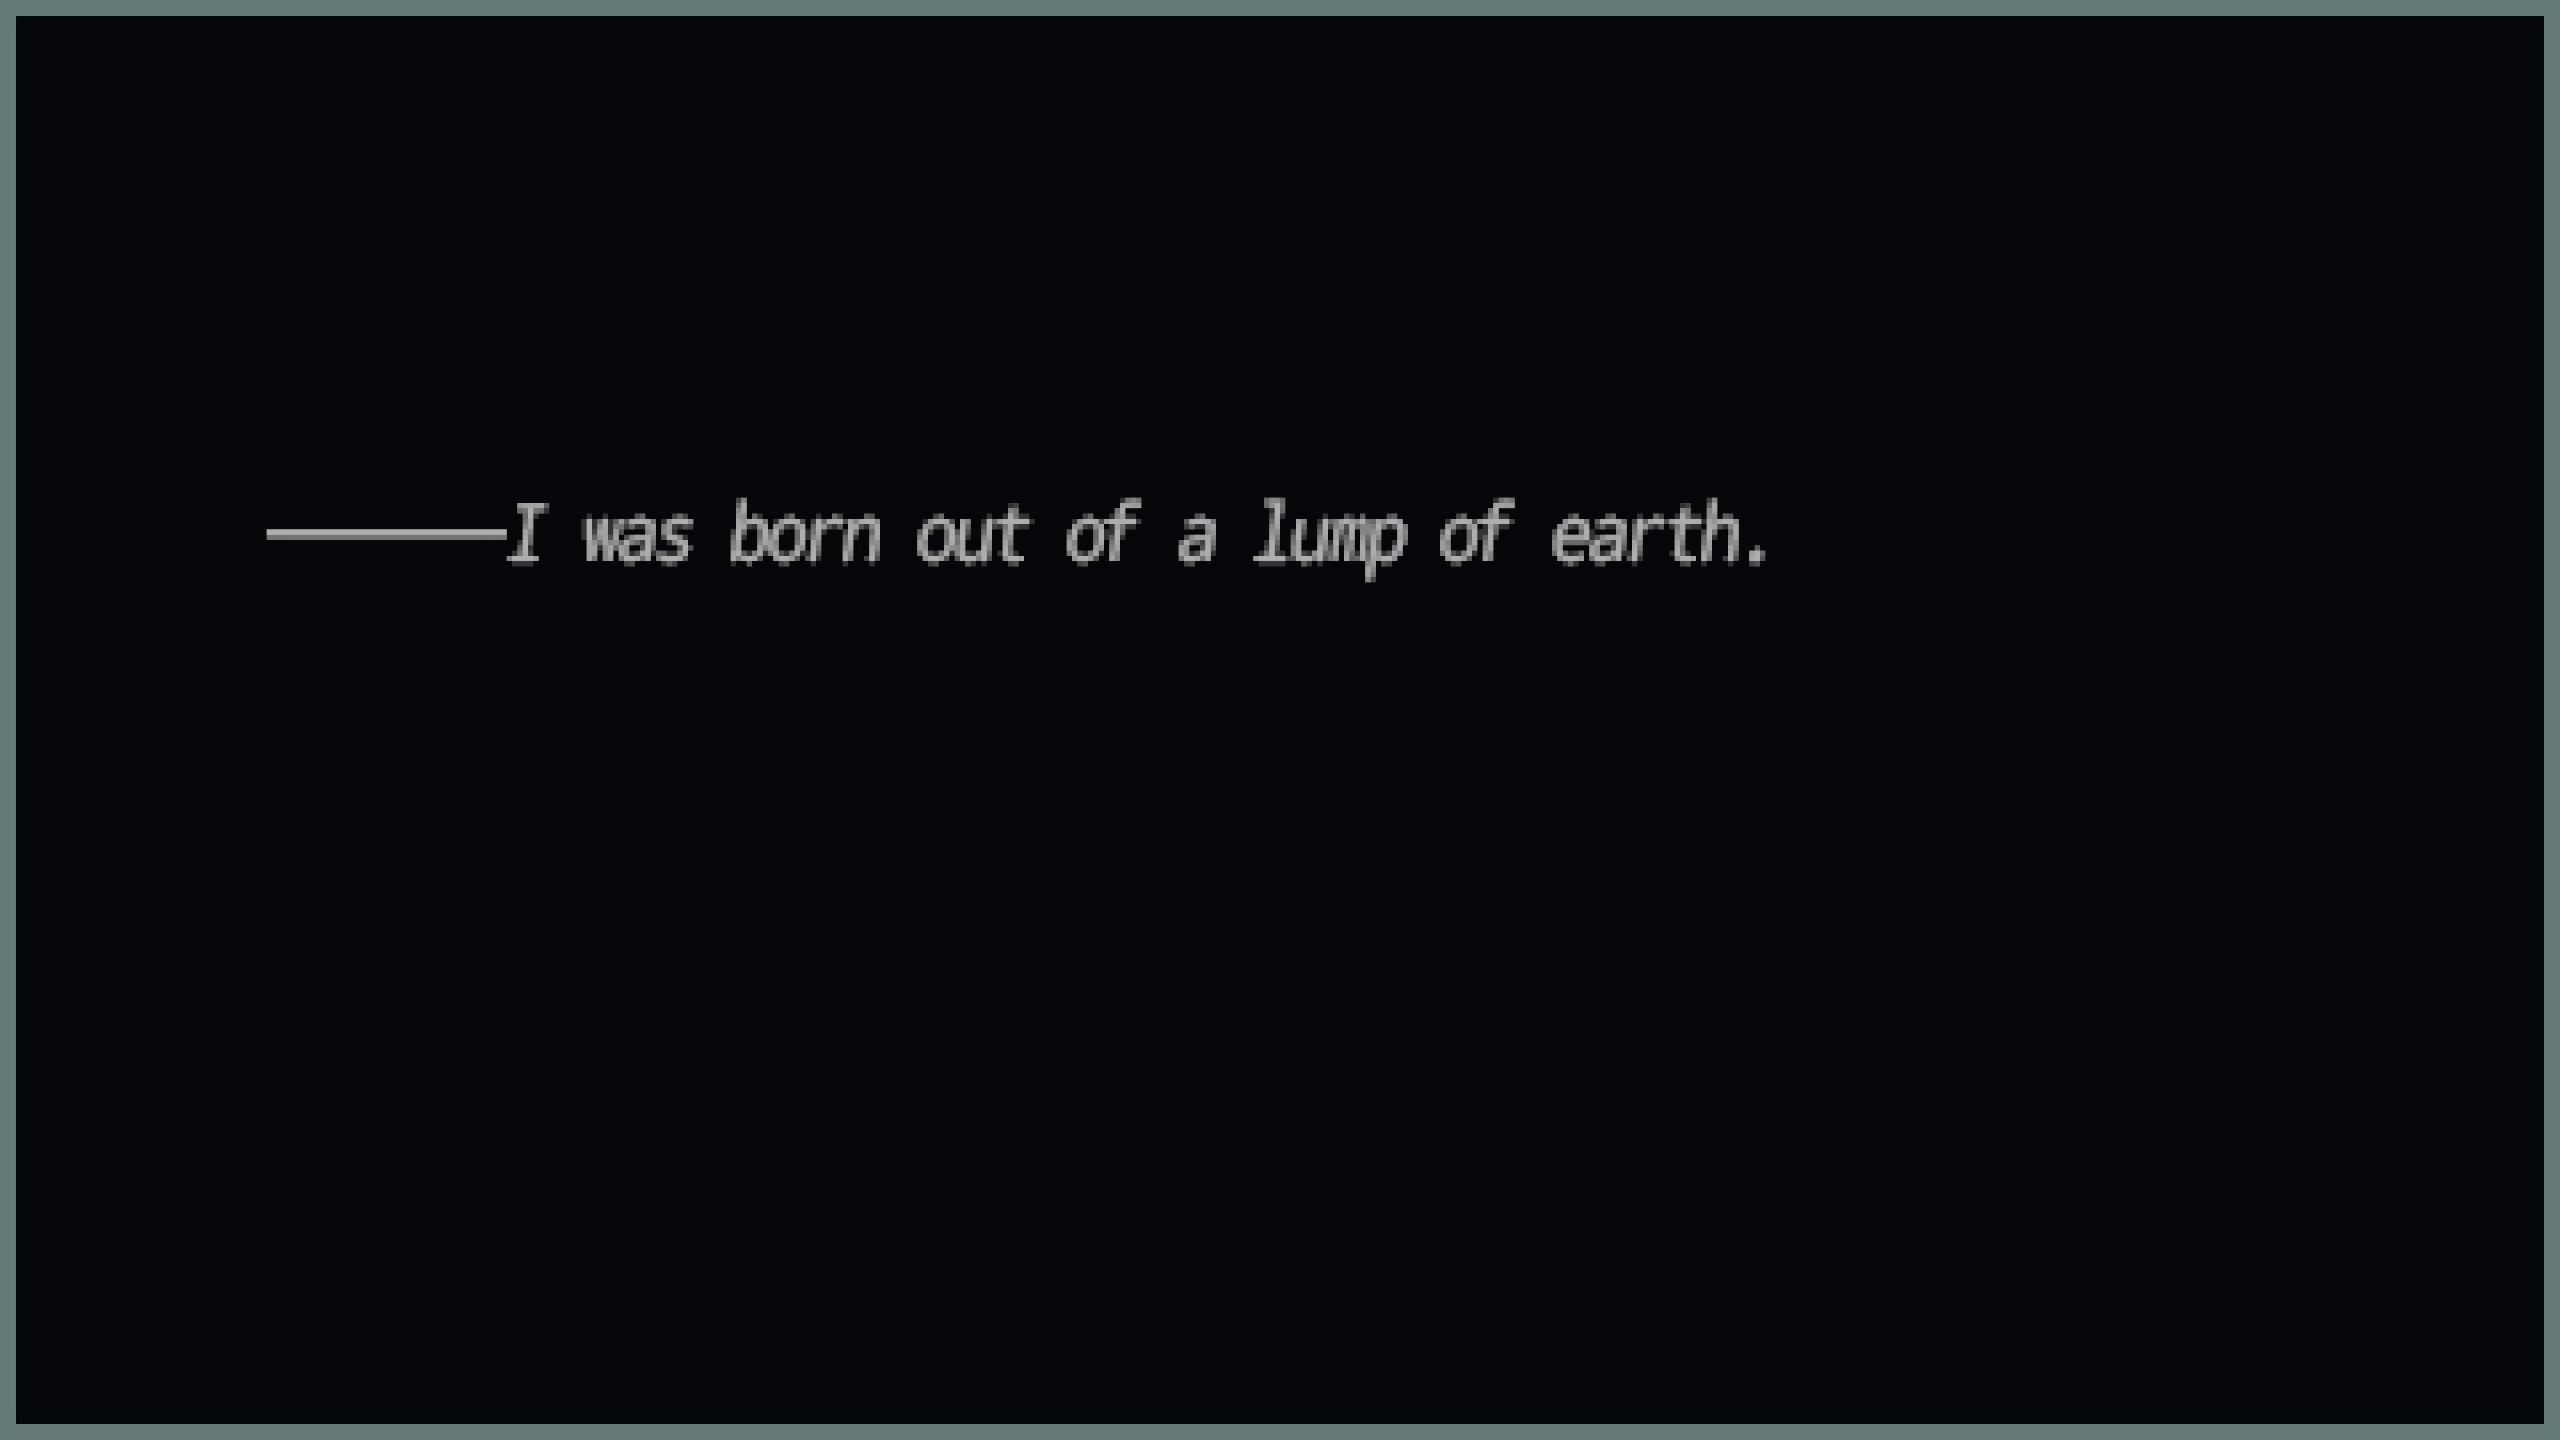 ———I was born out of a lump of earth.